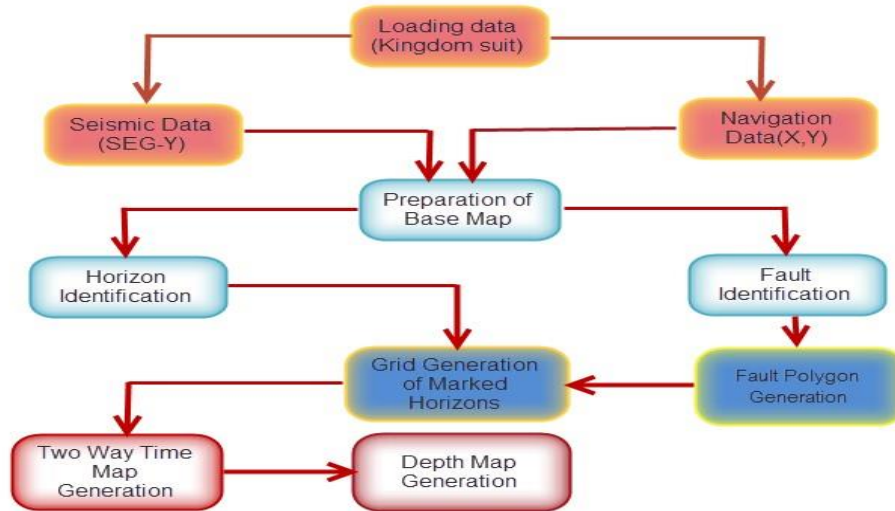 Loading data
(Kingdom suit)
Seismic Data
(SEG-Y)
Navigation
Data(X,Y)
Preparation of
Base Map
Horizon
Identification
Fault
Identification
Grid Generation
of Marked
Horizons
Fault Polygon
Generation
Two Way Time
Map
Generation
Depth Map
Generation